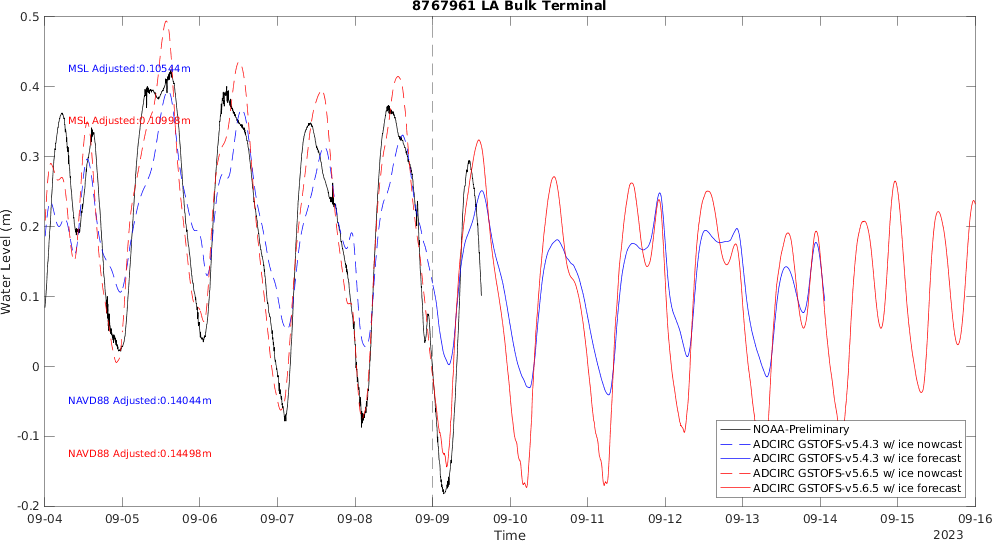 8767961 LA Bulk Terminal
0.5
0.4
0.3
0.2
0.1
0
-0.1
-0.2
Water Level (m)
MSL Adjusted:0.10544m
MSL Adjusted:0.10998m
NAVD88 Adjusted:0.14044m
NAVD88 Adjusted:0.14498m
NOAA-Preliminary
ADCIRC GSTOFS-v5.4.3 w/ ice nowcast
ADCIRC GSTOFS-v5.4.3 w/ ice forecast
ADCIRC GSTOFS-v5.6.5 w/ ice nowcast
ADCIRC GSTOFS-v5.6.5 w/ ice forecast
09-04 09-05 09-06 09-07 09-08 09-09 09-10 09-11 09-12 09-13 09-14 09-15 09-16
Time
2023